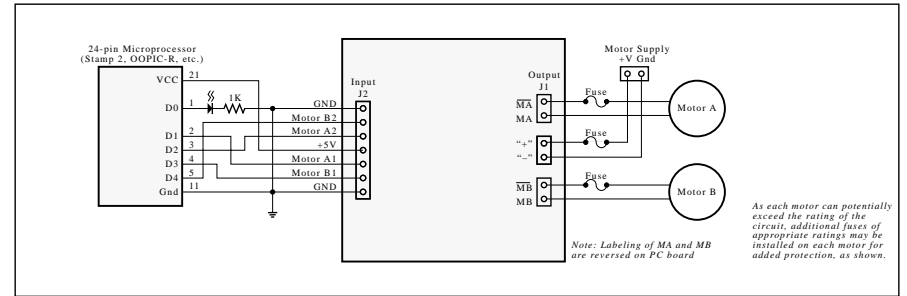 24-pin Microprocessor
(Stamp 2, OOPIC-R, etc.)
VCC 21
D0 1
1K
D1 2
D2 3
D3 4
D4 5
Gnd 11
Input
J2
GND
Motor B2
Motor A2
+5V
Motor A1
Motor B1
GND
Output
J1
MA
MA
"+"
"–"
MB
MB
Motor Supply
+V Gnd
Fuse
Motor A
Fuse
Fuse
Motor B
Note: Labeling of MA and MB
are reversed on PC board
As each motor can potentially
exceed the rating of the
circuit, additional fuses of
appropriate ratings may be
installed on each motor for
added protection, as shown.